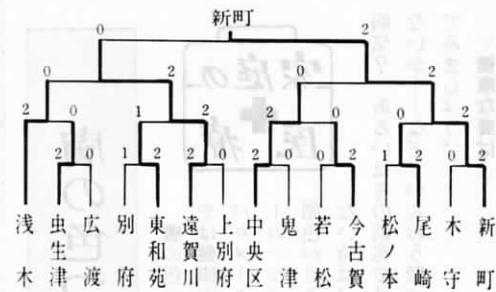 新町
0 2
0 2 0 2
2 0 1 2 2 0 0 2
2 0 1 2 2 0 2 0 0 2 1 2 0 2
浅木 虫生津 広渡 別府 東和苑 遠賀川 上別府 中央区 鬼津 若松 今古賀 松ノ本 尾崎 木守 新町